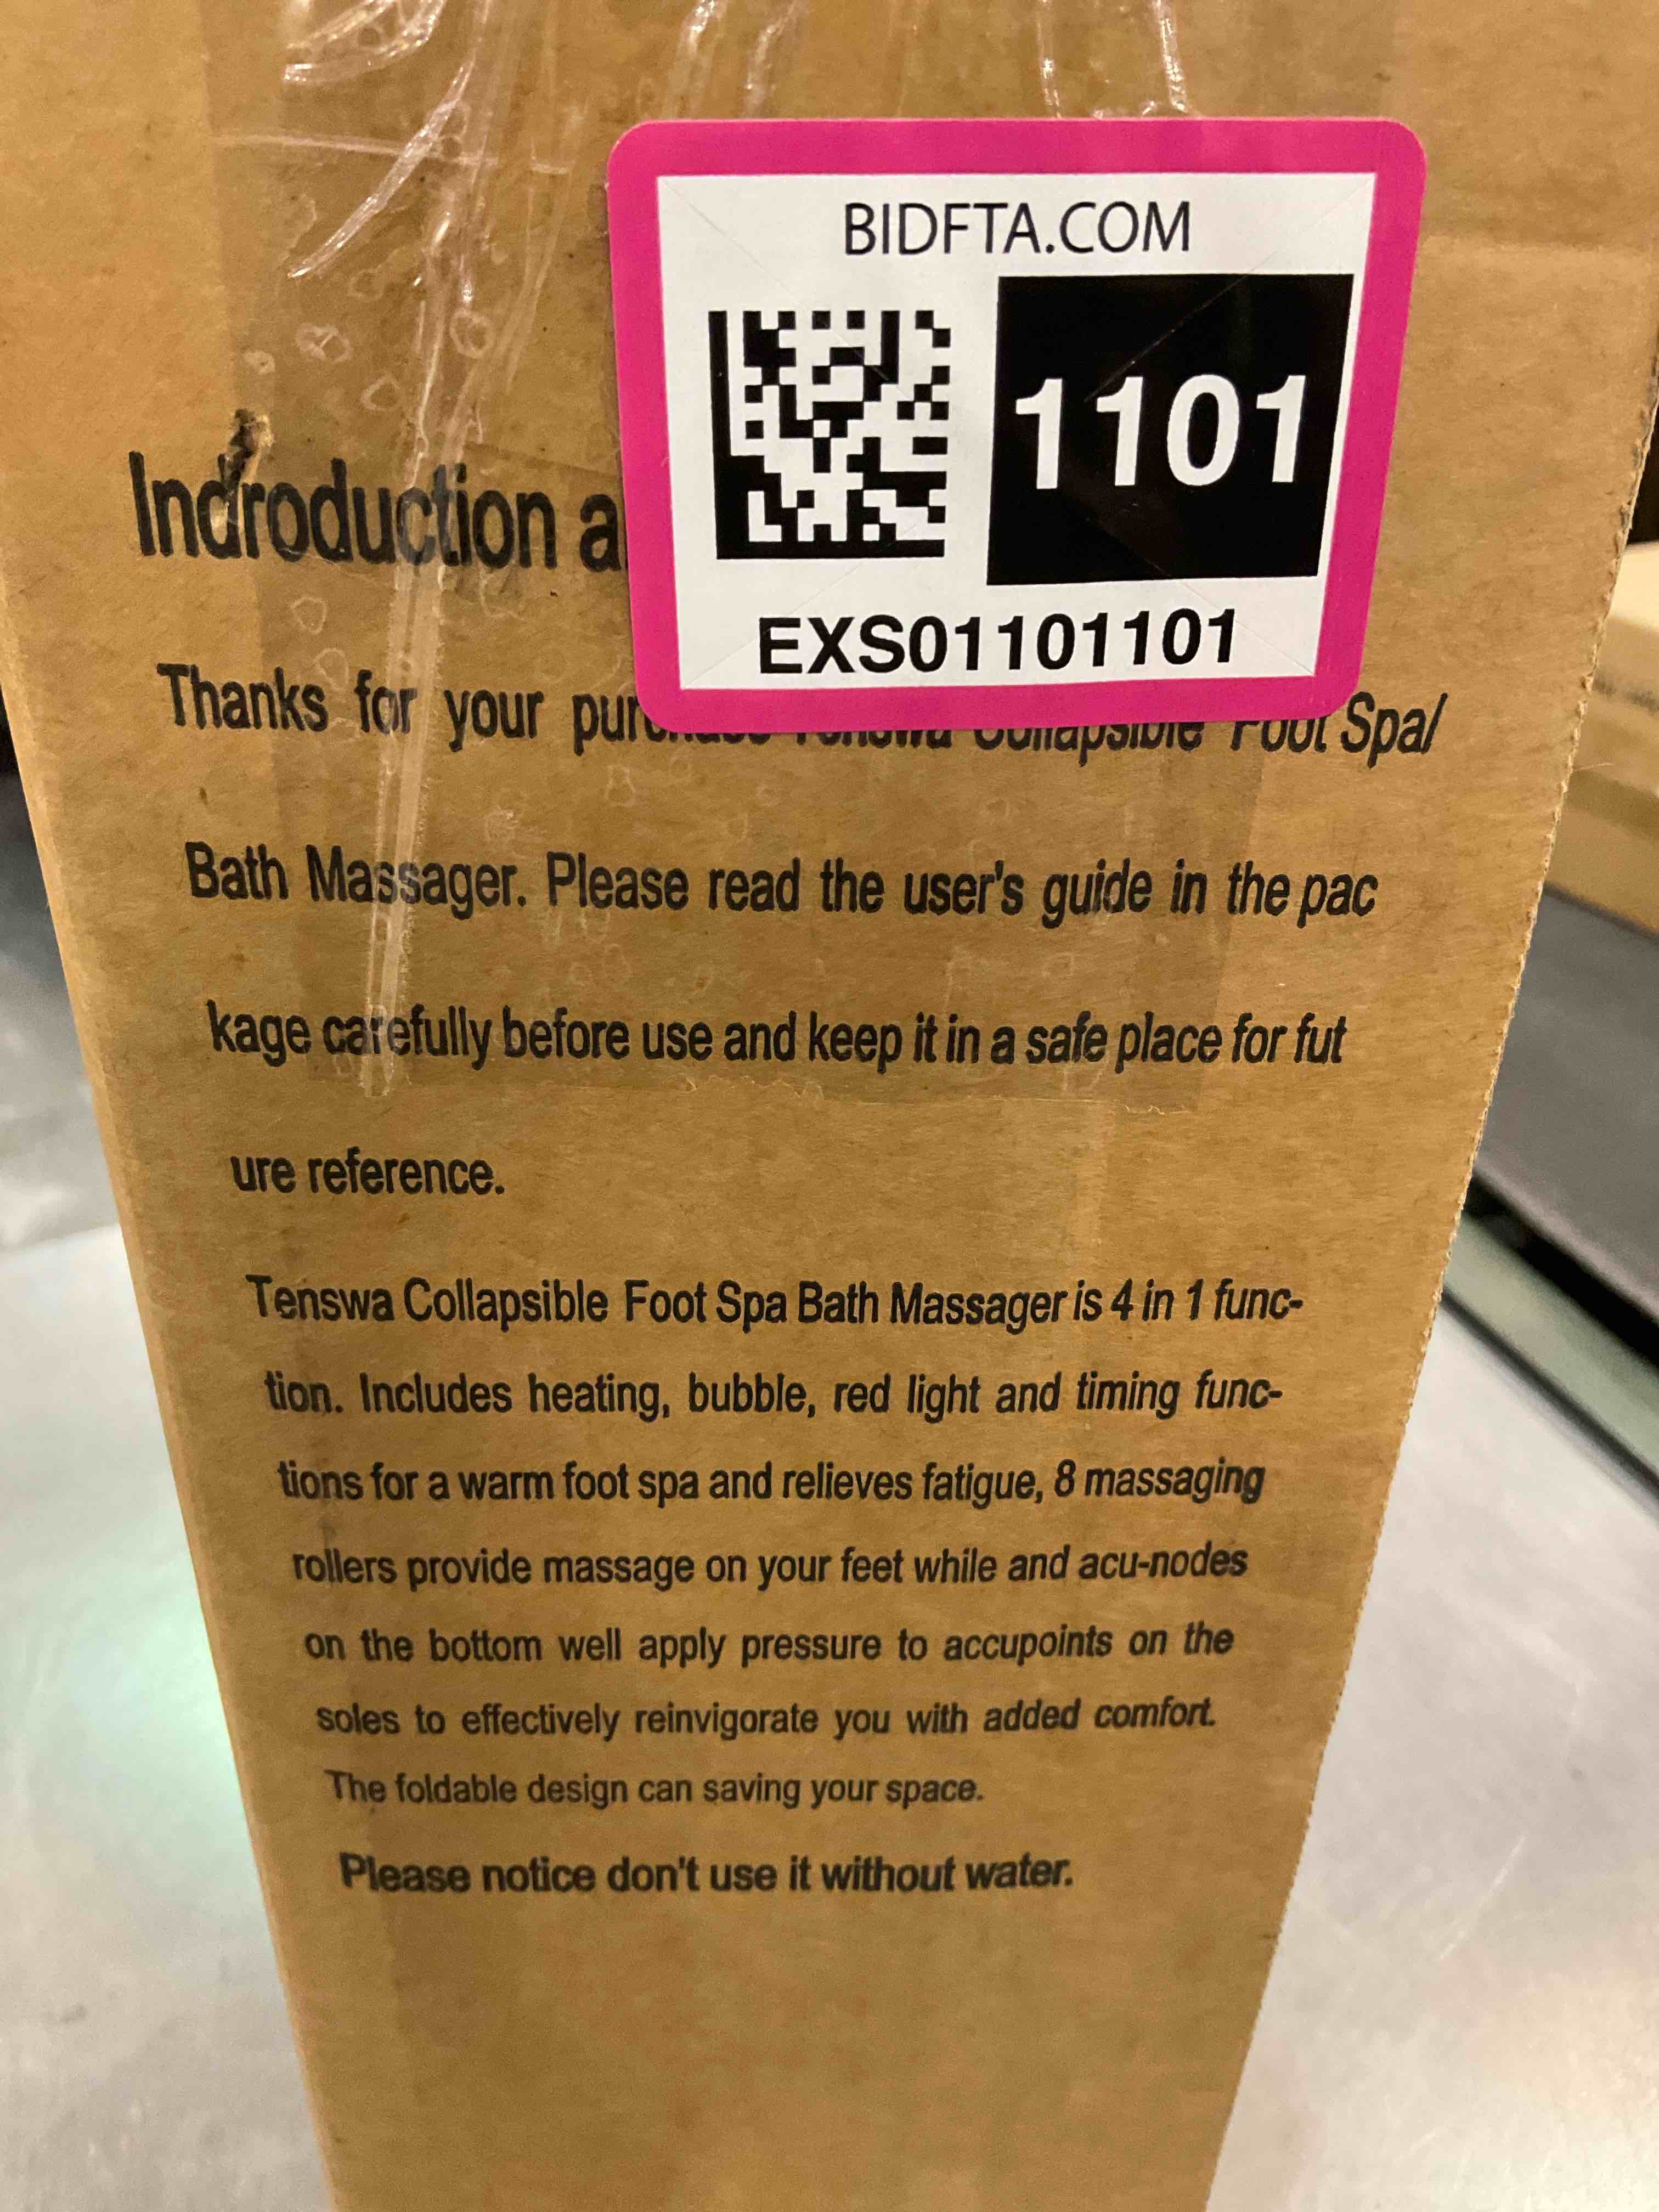 BIDFTA.COM
1101
EXS01101101
Indroduction a
Thanks for your purchase Tenswa Collapsible Foot Spa/
Bath Massager. Please read the user's guide in the pac
kage carefully before use and keep it in a safe place for fut
ure reference.
Tenswa Collapsible Foot Spa Bath Massager is 4 in 1 func-
tion. Includes heating, bubble, red light and timing func-
tions for a warm foot spa and relieves fatigue, 8 massaging
rollers provide massage on your feet while and acu-nodes
on the bottom well apply pressure to accupoints on the
soles to effectively reinvigorate you with added comfort.
The foldable design can saving your space.
Please notice don't use it without water.